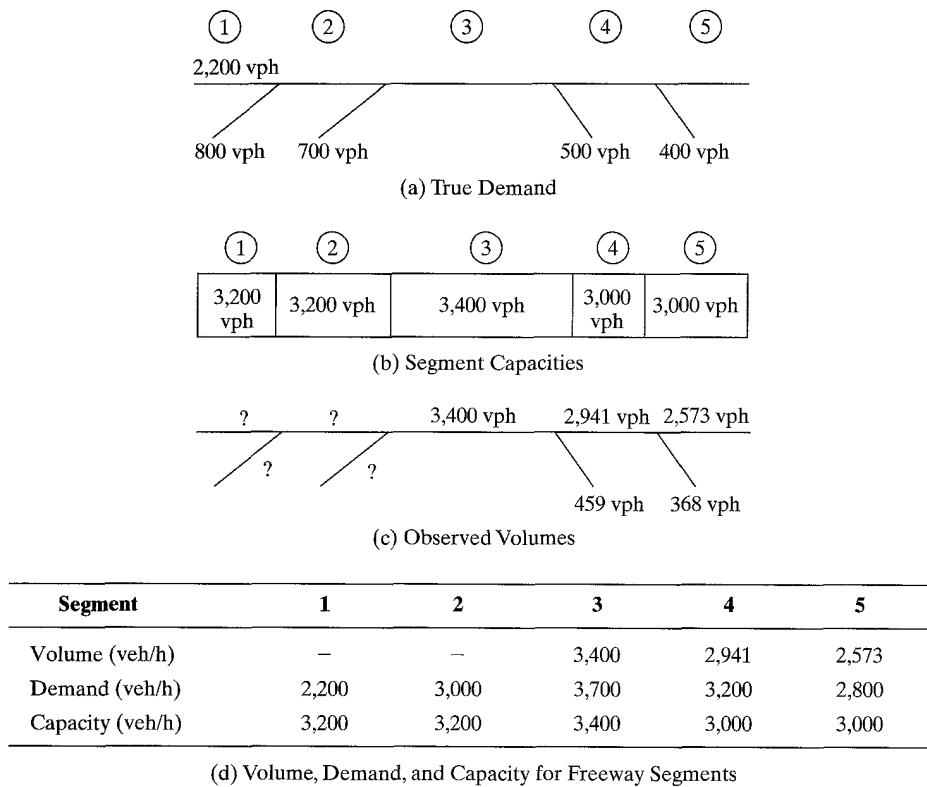 1 2 3 4 5
2,200 vph
800 vph 700 vph 500 vph 400 vph
(a) True Demand
1 2 3 4 5
3,200 vph 3,200 vph 3,400 vph 3,000 vph 3,000 vph
(b) Segment Capacities
? ? 3,400 vph 2,941 vph 2,573 vph
? ?
459 vph 368 vph
(c) Observed Volumes
Segment 1 2 3 4 5
Volume (veh/h) – – 3,400 2,941 2,573
Demand (veh/h) 2,200 3,000 3,700 3,200 2,800
Capacity (veh/h) 3,200 3,200 3,400 3,000 3,000
(d) Volume, Demand, and Capacity for Freeway Segments